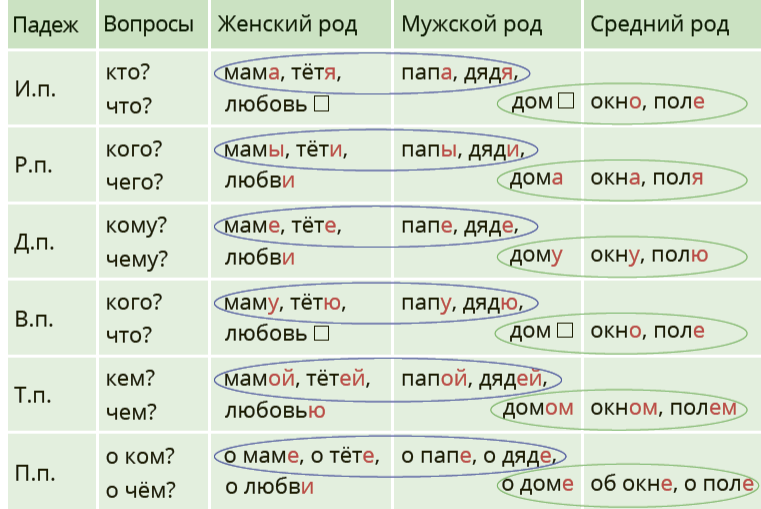 Падеж Вопросы Женский род Мужской род Средний род
И.п. кто? мама, тётя, папа, дядя,
что? любовь □ дом □ окно, поле
Р.п. кого? мамы, тёти, папы, дяди,
чего? любви дома окна, поля
Д.п. кому? маме, тёте, папе, дяде,
чему? любви дому окну, полю
В.п. кого? маму, тётю, папу, дядю,
что? любовь □ дом □ окно, поле
Т.п. кем? мамой, тётей, папой, дядей,
чем? любовью домом окном, полем
П.п. о ком? о маме, о тёте, о папе, о дяде,
о чём? о любви о доме об окне, о поле